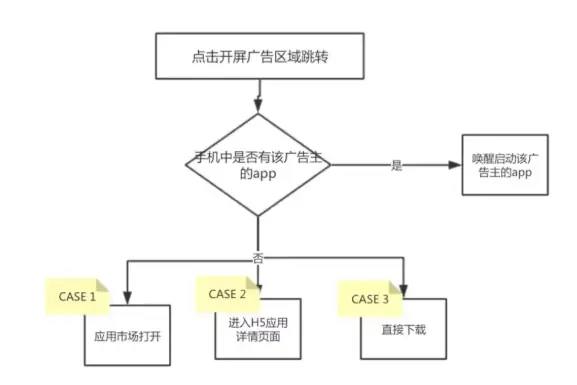 点击开屏广告区域跳转
手机中是否有该广告主
的app
是
唤醒启动该广
告主的app
否
CASE 1
应用市场打开
CASE 2
进入H5应用
详情页面
CASE 3
直接下载